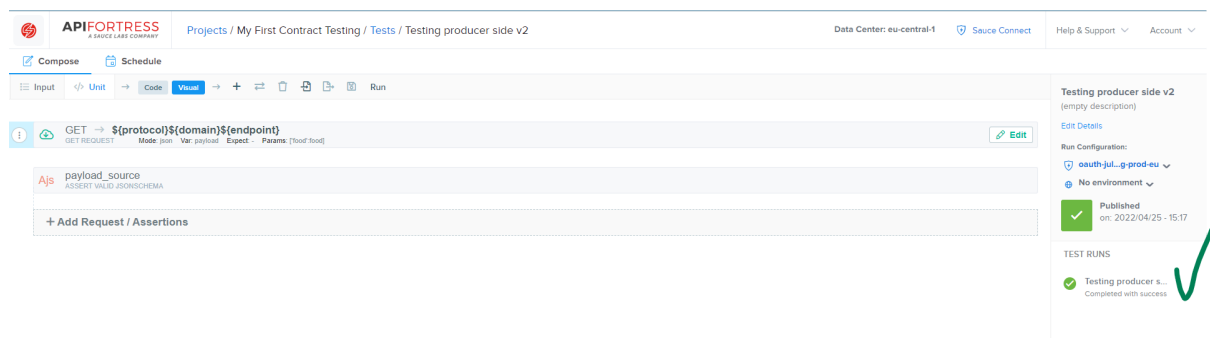 APIFORTRESS
A SAUCE LABS COMPANY
Projects / My First Contract Testing / Tests / Testing producer side v2
Data Center: eu-central-1
Sauce Connect
Help & Support
Account
Compose
Schedule
Input
</> Unit → Code Visual → + Run
GET → ${protocol}${domain}${endpoint}
GET REQUEST Mode: json Var: payload Expect: - Params: ['food':food]
Edit
Ajs payload_source
ASSERT VALID JSONSCHEMA
+ Add Request / Assertions
Testing producer side v2
(empty description)
Edit Details
Run Configuration:
oauth-jul...g-prod-eu
No environment
Published
on: 2022/04/25 - 15:17
TEST RUNS
Testing producer s...
Completed with success